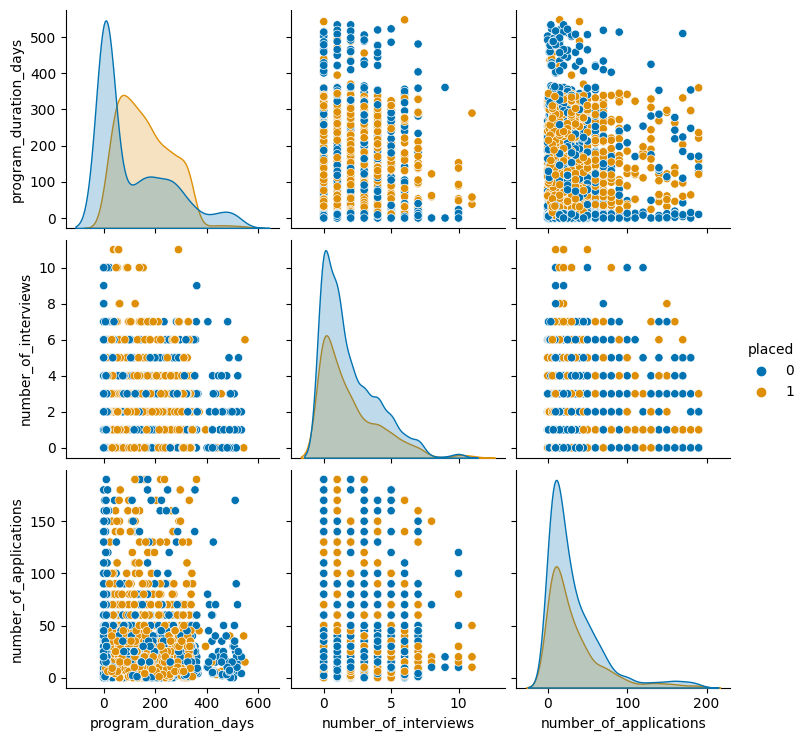 program_duration_days
500
400
300
200
100
0
number_of_interviews
10
8
6
4
2
0
placed
0
1
number_of_applications
150
100
50
0
0 200 400 600
0 5 10
0 100 200
program_duration_days number_of_interviews number_of_applications